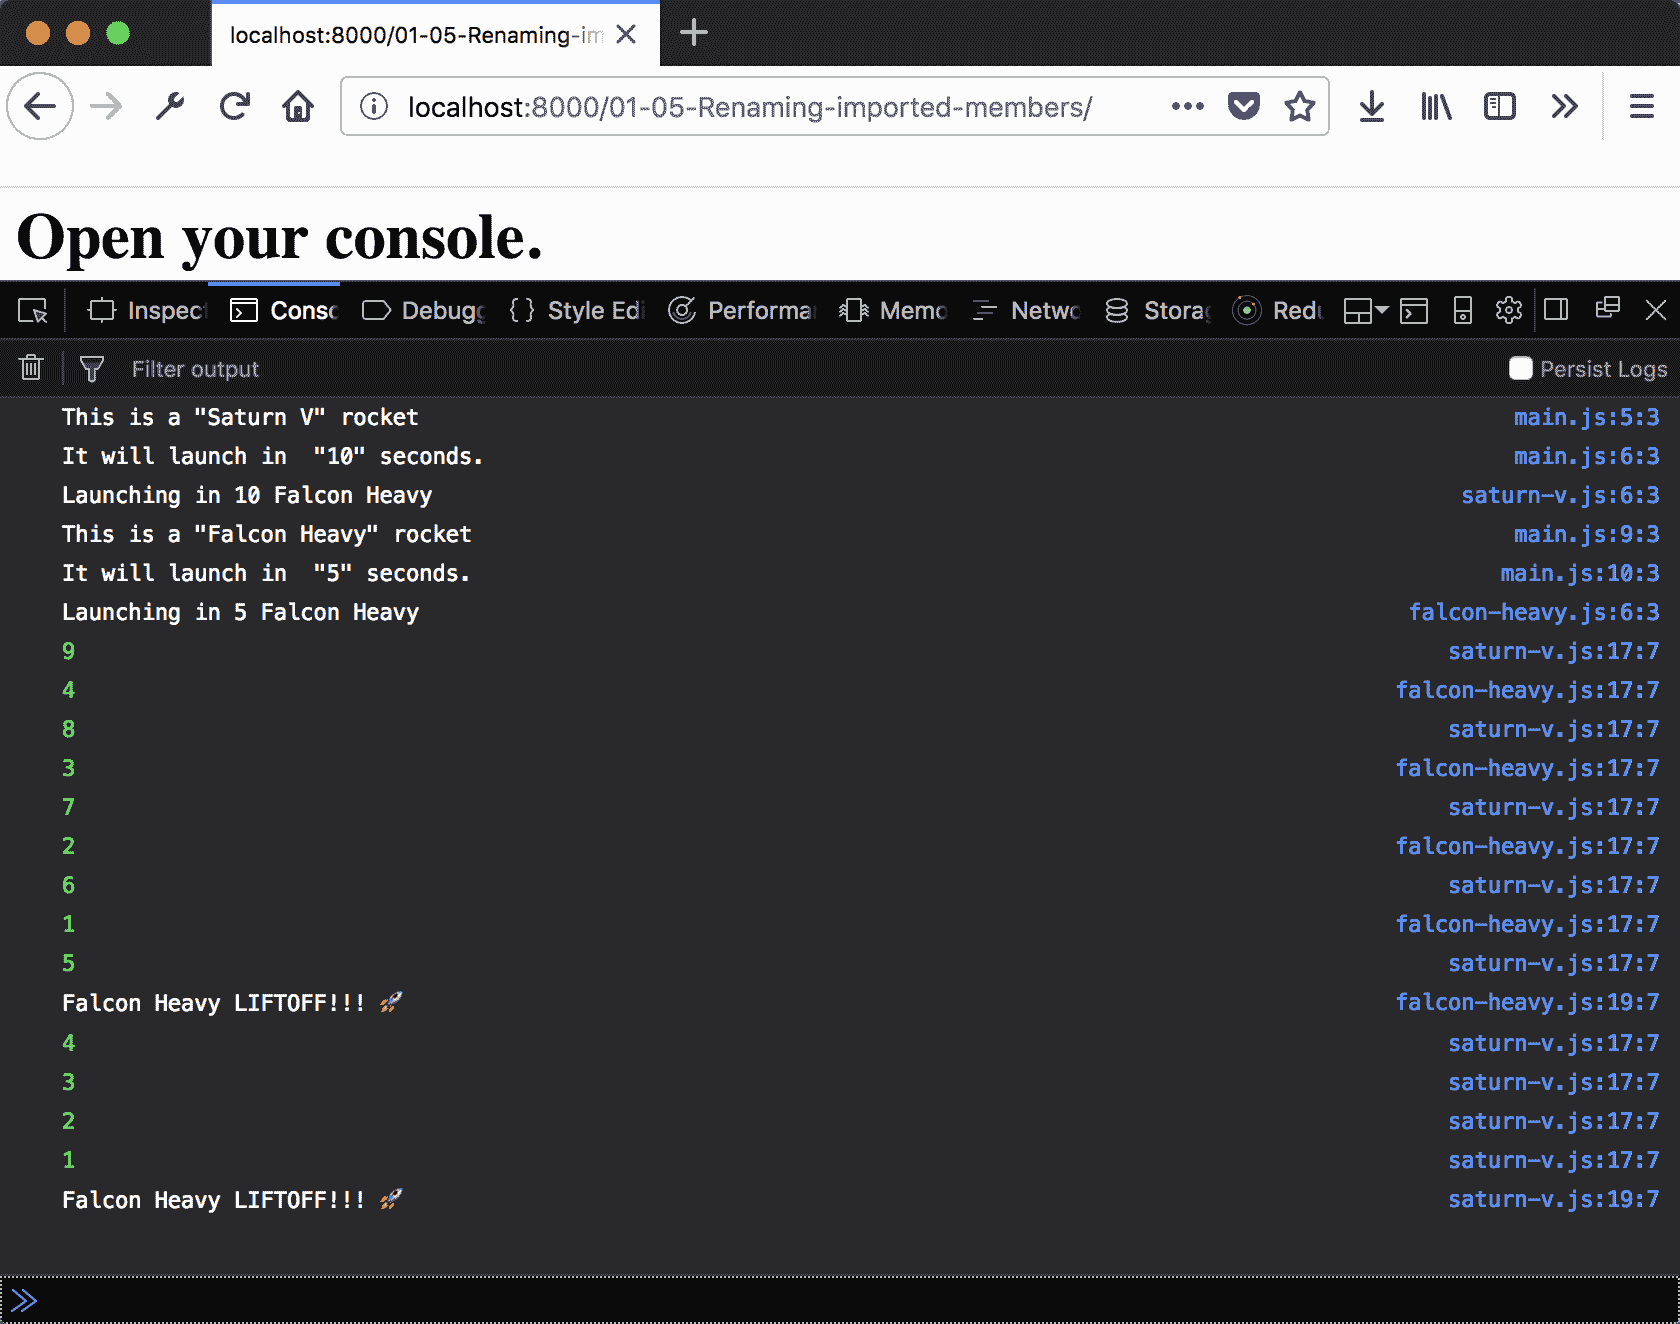 localhost:8000/01-05-Renaming-im
localhost:8000/01-05-Renaming-imported-members/
Open your console.
Inspec Conso Debugg { } Style Edi Performa Memo Netwo Storag Redu
Filter output Persist Logs
This is a "Saturn V" rocket main.js:5:3
It will launch in  "10" seconds. main.js:6:3
Launching in 10 Falcon Heavy saturn-v.js:6:3
This is a "Falcon Heavy" rocket main.js:9:3
It will launch in  "5" seconds. main.js:10:3
Launching in 5 Falcon Heavy falcon-heavy.js:6:3
9 saturn-v.js:17:7
4 falcon-heavy.js:17:7
8 saturn-v.js:17:7
3 falcon-heavy.js:17:7
7 saturn-v.js:17:7
2 falcon-heavy.js:17:7
6 saturn-v.js:17:7
1 falcon-heavy.js:17:7
5 saturn-v.js:17:7
Falcon Heavy LIFTOFF!!! 🚀 falcon-heavy.js:19:7
4 saturn-v.js:17:7
3 saturn-v.js:17:7
2 saturn-v.js:17:7
1 saturn-v.js:17:7
Falcon Heavy LIFTOFF!!! 🚀 saturn-v.js:19:7